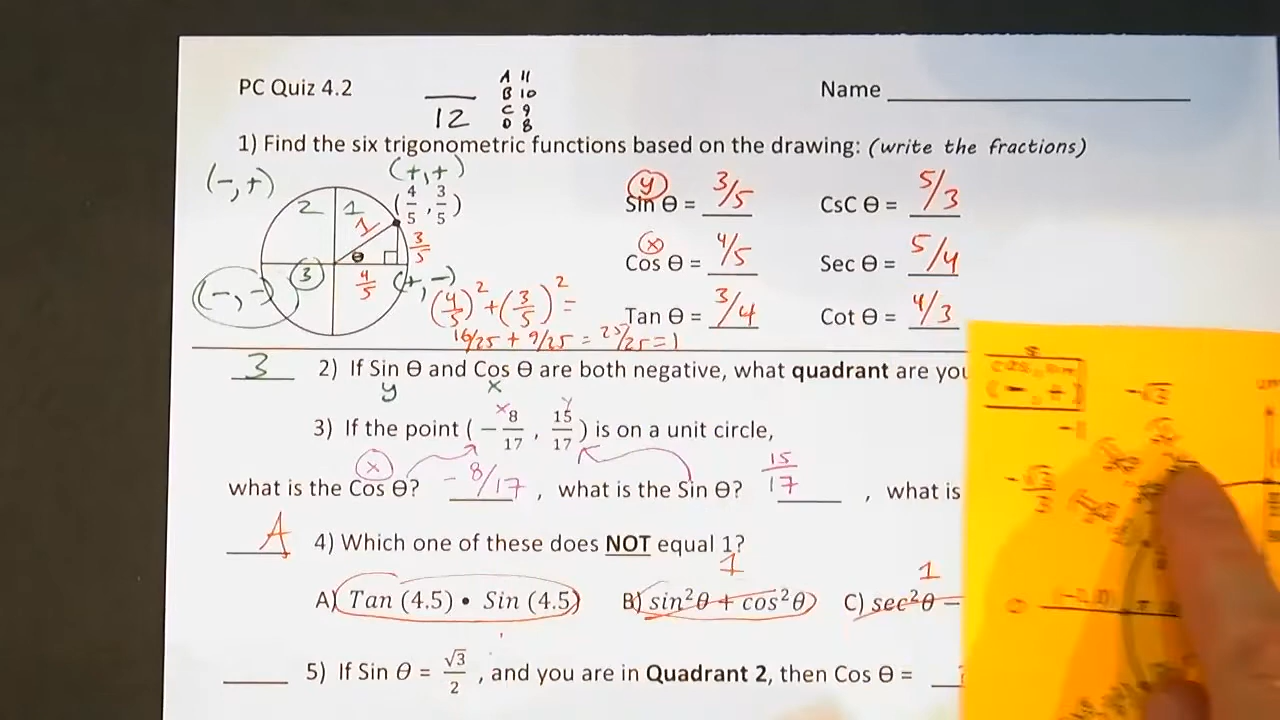 PC Quiz 4.2
12
A 11
B 10
C 9
D 8
Name
1) Find the six trigonometric functions based on the drawing: (write the fractions)
(-,+)
(+,+)
(4/5, 3/5)
2
1
1
θ
3/5
3
4/5
(+,-)
(-,-)
(4/5)² + (3/5)² =
16/25 + 9/25 = 25/25 = 1
y
Sin Θ = 3/5
CsC Θ = 5/3
x
Cos Θ = 4/5
Sec Θ = 5/4
Tan Θ = 3/4
Cot Θ = 4/3
3 2) If Sin Θ and Cos Θ are both negative, what quadrant are you
y x
x y
3) If the point (-8/17, 15/17) is on a unit circle,
x
what is the Cos Θ? -8/17, what is the Sin Θ? 15/17, what is
A 4) Which one of these does NOT equal 1?
1 1
A) Tan (4.5) • Sin (4.5) B) sin²θ + cos²θ C) sec²θ –
5) If Sin θ = √3/2, and you are in Quadrant 2, then Cos Θ =